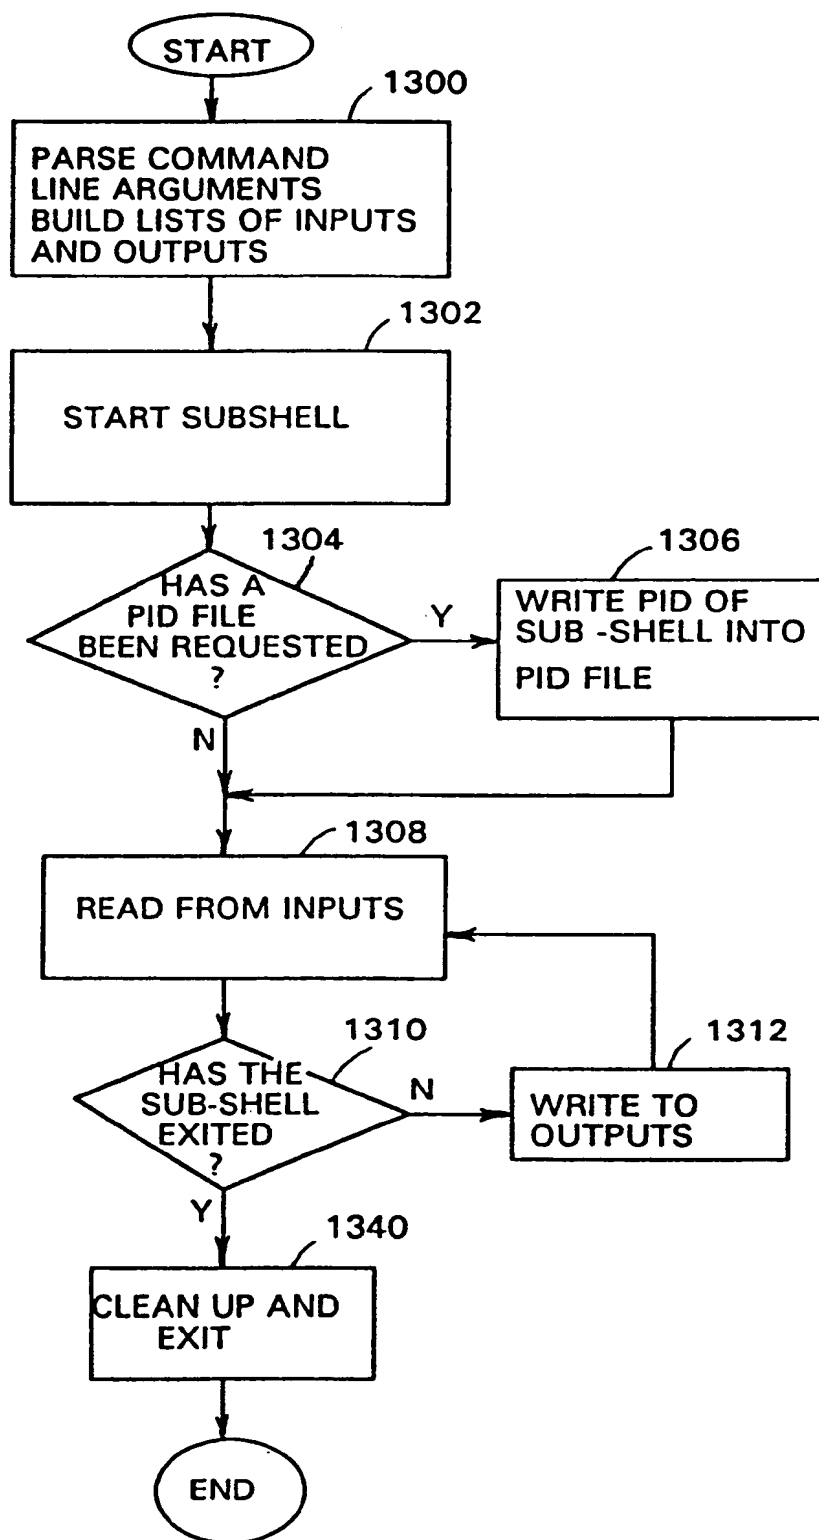 START
1300
PARSE COMMAND
LINE ARGUMENTS
BUILD LISTS OF INPUTS
AND OUTPUTS
1302
START SUBSHELL
1304
HAS A
PID FILE
BEEN REQUESTED
?
Y
N
1306
WRITE PID OF
SUB -SHELL INTO
PID FILE
1308
READ FROM INPUTS
1310
HAS THE
SUB-SHELL
EXITED
?
N
Y
1312
WRITE TO
OUTPUTS
1340
CLEAN UP AND
EXIT
END